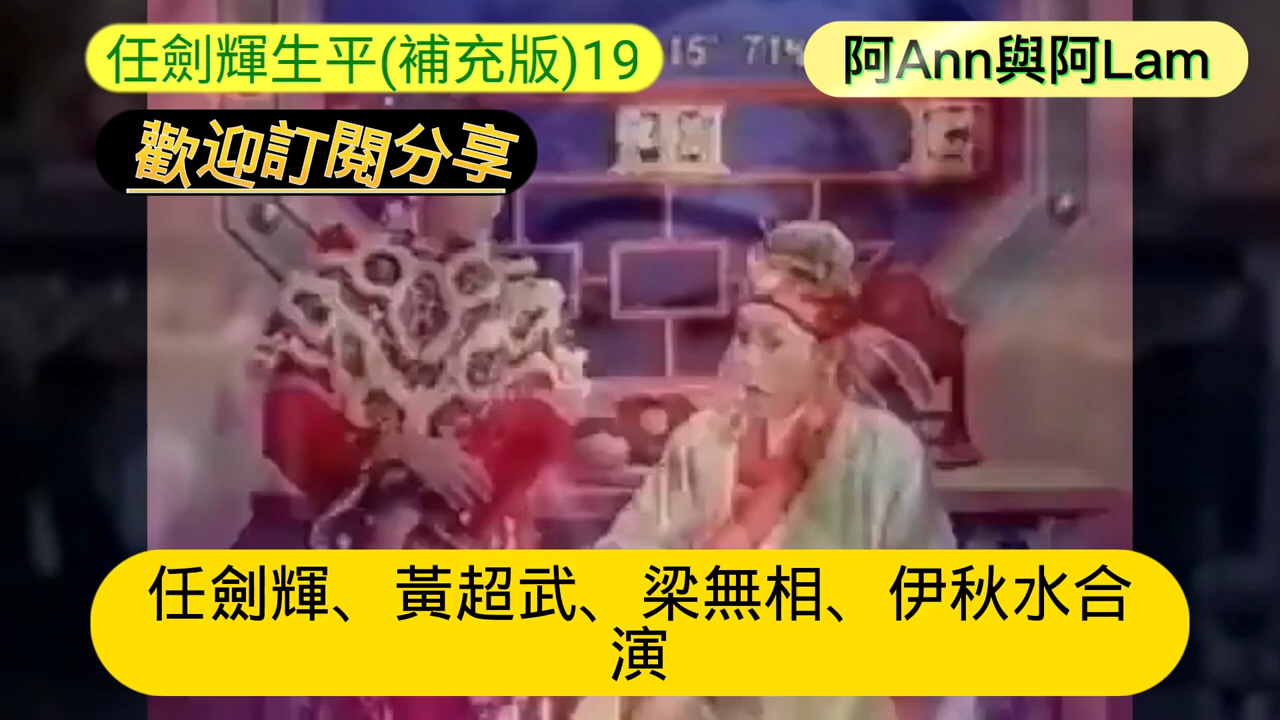 任劍輝生平(補充版)19
15° 71%
阿Ann與阿Lam
歡迎訂閱分享
任劍輝、黃超武、梁無相、伊秋水合
演